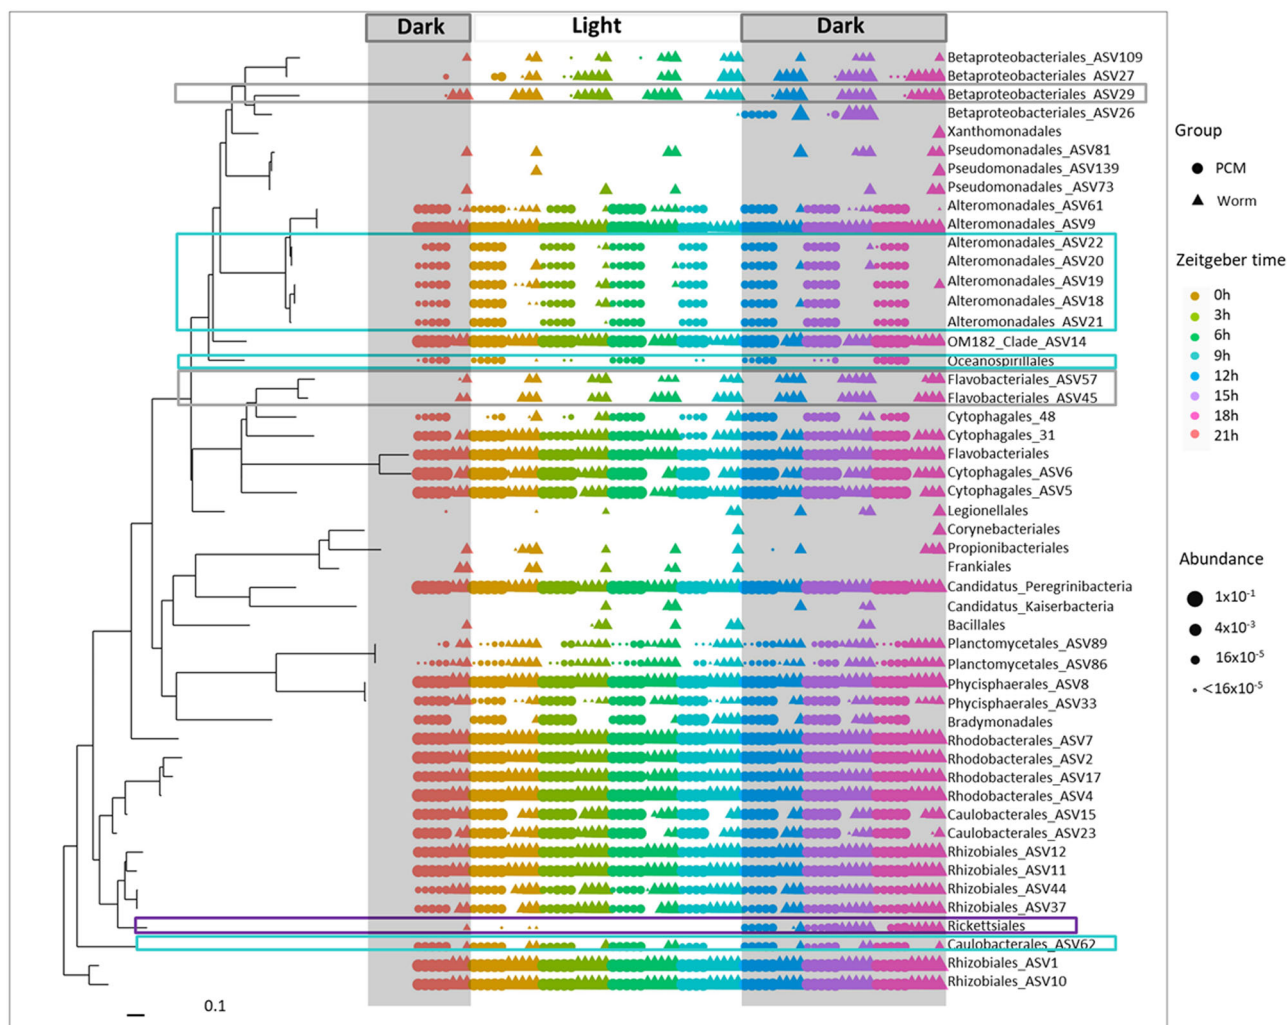 Dark Light Dark
Betaproteobacteriales_ASV109
Betaproteobacteriales_ASV27
Betaproteobacteriales_ASV29
Betaproteobacteriales_ASV26
Xanthomonadales
Pseudomonadales_ASV81
Pseudomonadales_ASV139
Pseudomonadales_ASV73
Alteromonadales_ASV61
Alteromonadales_ASV9
Alteromonadales_ASV22
Alteromonadales_ASV20
Alteromonadales_ASV19
Alteromonadales_ASV18
Alteromonadales_ASV21
OM182_Clade_ASV14
Oceanospirillales
Flavobacteriales_ASV57
Flavobacteriales_ASV45
Cytophagales_48
Cytophagales_31
Flavobacteriales
Cytophagales_ASV6
Cytophagales_ASV5
Legionellales
Corynebacteriales
Propionibacteriales
Frankiales
Candidatus_Peregrinibacteria
Candidatus_Kaiserbacteria
Bacillales
Planctomycetales_ASV89
Planctomycetales_ASV86
Phycisphaerales_ASV8
Phycisphaerales_ASV33
Bradymonadales
Rhodobacterales_ASV7
Rhodobacterales_ASV2
Rhodobacterales_ASV17
Rhodobacterales_ASV4
Caulobacterales_ASV15
Caulobacterales_ASV23
Rhizobiales_ASV12
Rhizobiales_ASV11
Rhizobiales_ASV44
Rhizobiales_ASV37
Rickettsiales
Caulobacterales_ASV62
Rhizobiales_ASV1
Rhizobiales_ASV10
0.1
Group
PCM
Worm
Zeitgeber time
0h
3h
6h
9h
12h
15h
18h
21h
Abundance
1x10⁻¹
4x10⁻³
16x10⁻⁵
<16x10⁻⁵